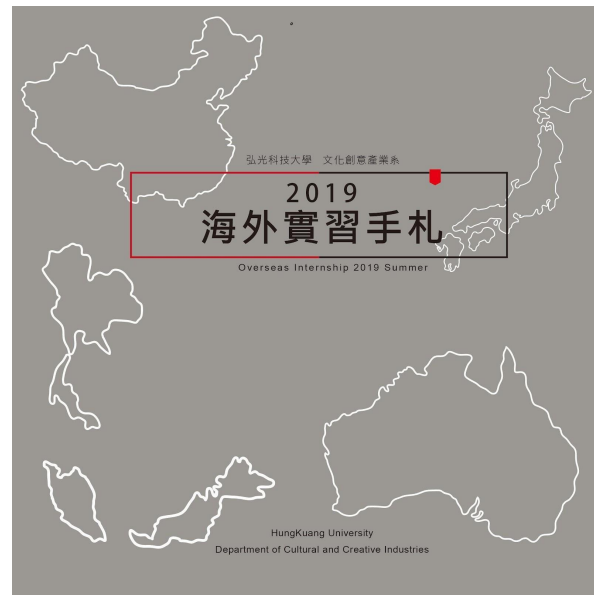 弘光科技大學 文化創意產業系
2019
海外實習手札
Overseas Internship 2019 Summer
HungKuang University
Department of Cultural and Creative Industries